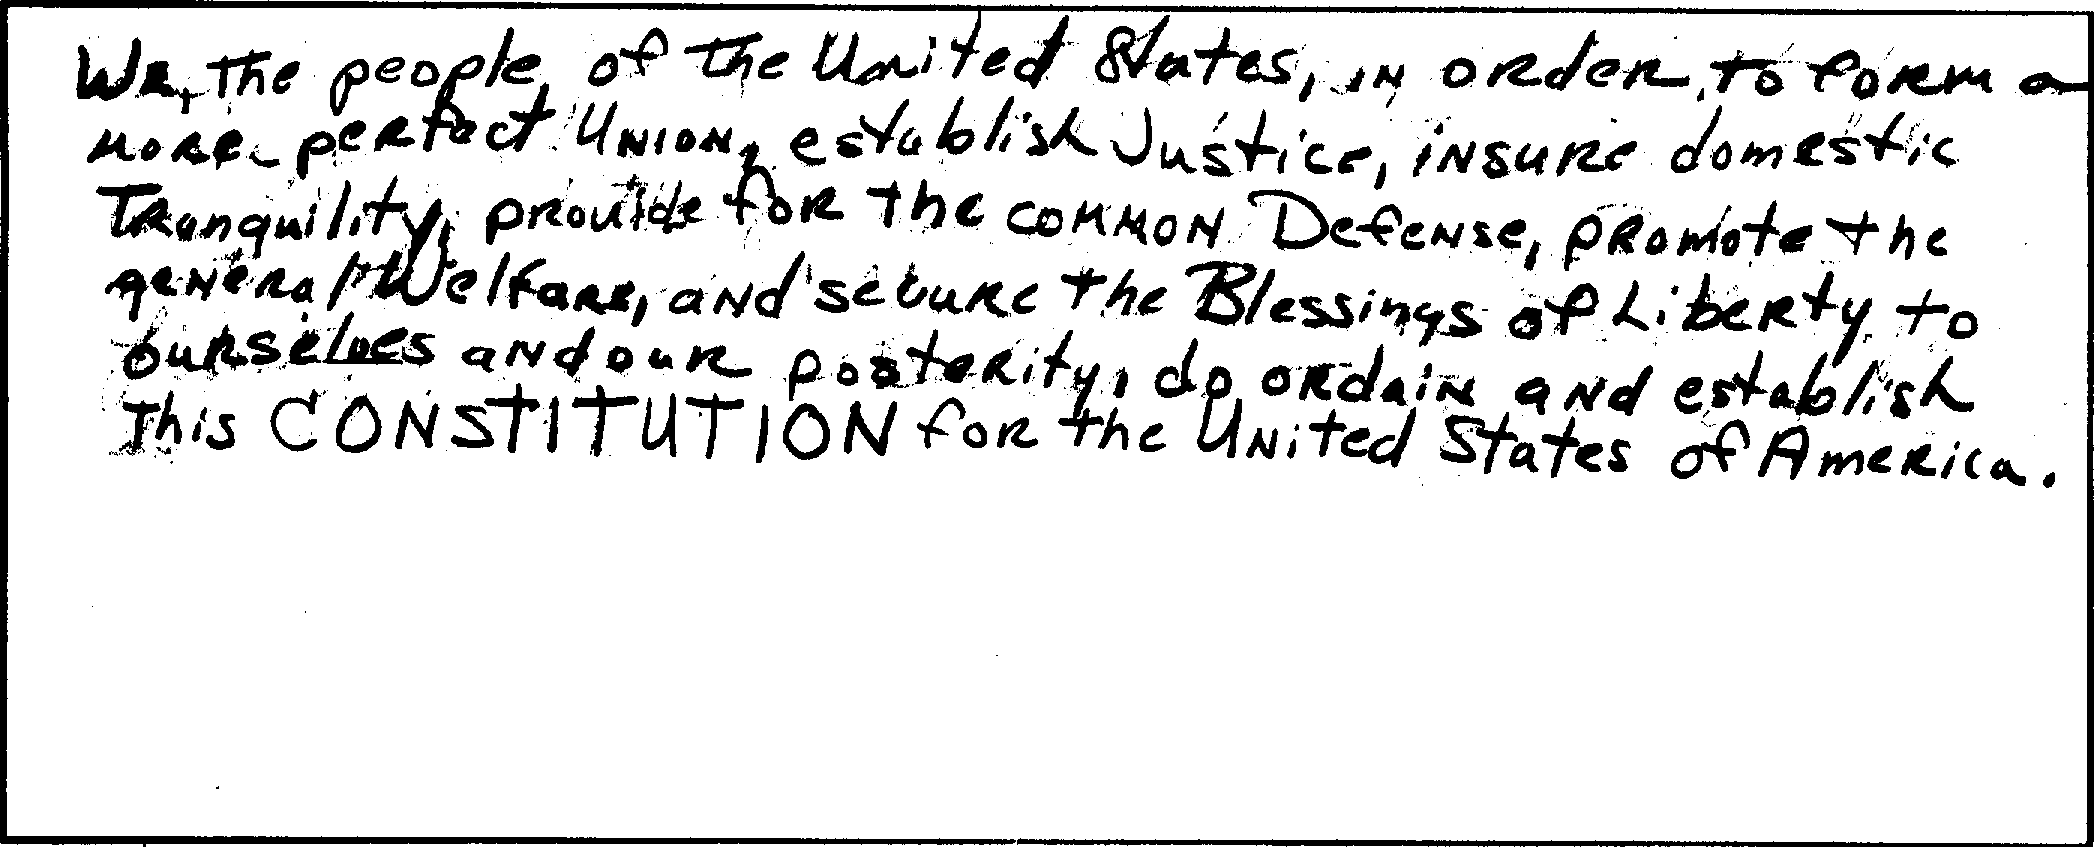 We, the people of the United States, in order to form a
more perfect Union, establish Justice, insure domestic
Tranquility, provide for the common Defense, promote the
general Welfare, and secure the Blessings of Liberty to
ourselves and our posterity, do ordain and establish
This CONSTITUTION for the United States of America.